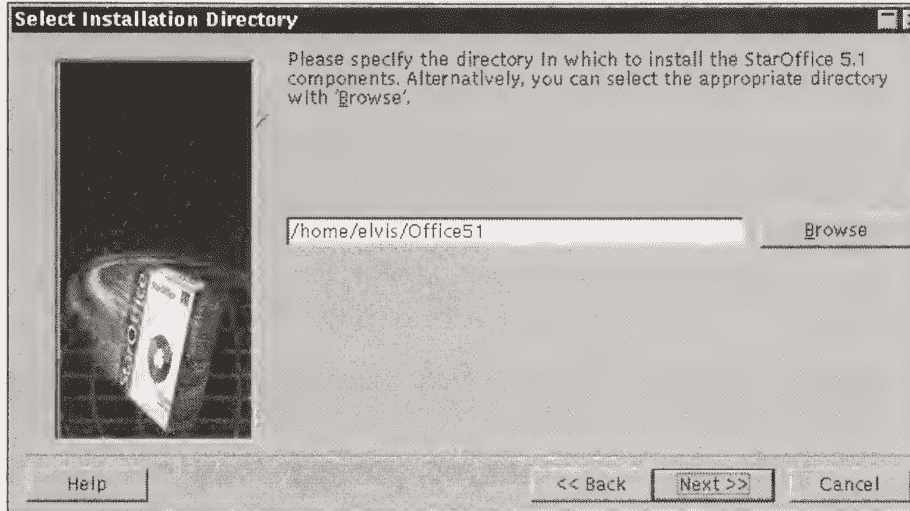 Select Installation Directory
Please specify the directory in which to install the StarOffice 5.1
components. Alternatively, you can select the appropriate directory
with 'Browse'.
/home/elvis/Office51
Browse
StarOffice
Help
<< Back
Next >>
Cancel